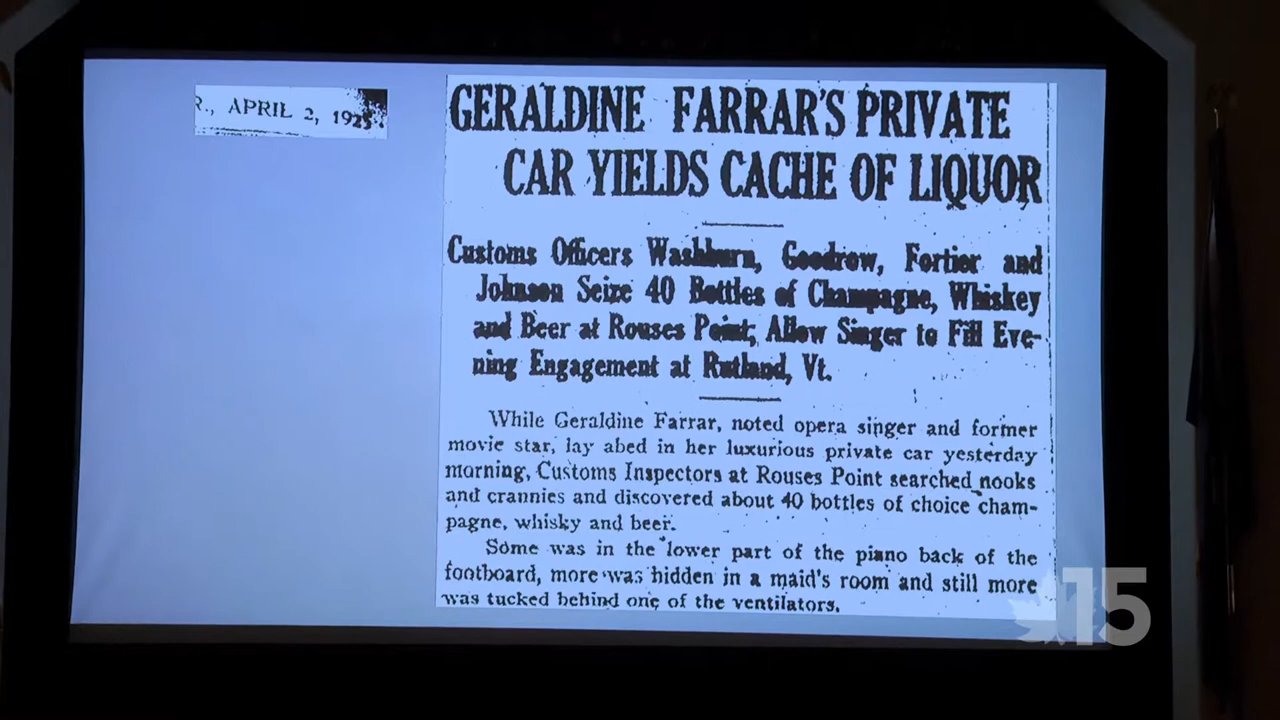 R., APRIL 2, 1925.
GERALDINE FARRAR'S PRIVATE
CAR YIELDS CACHE OF LIQUOR
Customs Officers Washburn, Goodrow, Fortier and
Johnson Seize 40 Bottles of Champagne, Whiskey
and Beer at Rouses Point; Allow Singer to Fill Eve-
ning Engagement at Rutland, Vt.
While Geraldine Farrar, noted opera singer and former
movie star, lay abed in her luxurious private car yesterday
morning, Customs Inspectors at Rouses Point searched nooks
and crannies and discovered about 40 bottles of choice cham-
pagne, whisky and beer.
Some was in the lower part of the piano back of the
footboard, more was hidden in a maid's room and still more
was tucked behind one of the ventilators.
15